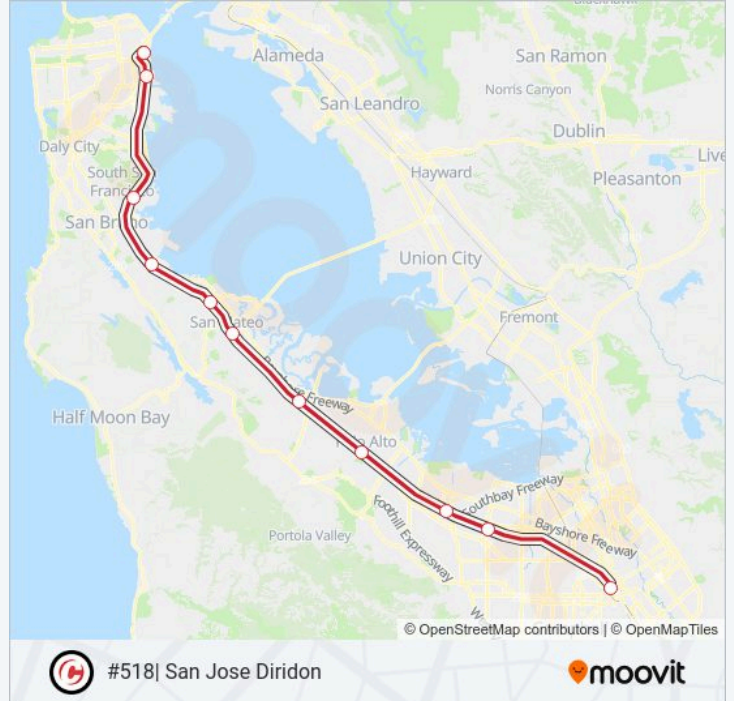 Alameda
San Ramon
Norris Canyon
San Leandro
Dublin
Daly City
Live
South S
Francisco
Hayward
Pleasanton
San Bruno
Union City
San Mateo
Fremont
Bayshore Freeway
Half Moon Bay
Palo Alto
Southbay Freeway
Foothill Expressway
Bayshore Freeway
Portola Valley
W
© OpenStreetMap contributors | © OpenMapTiles
#518| San Jose Diridon
moovit